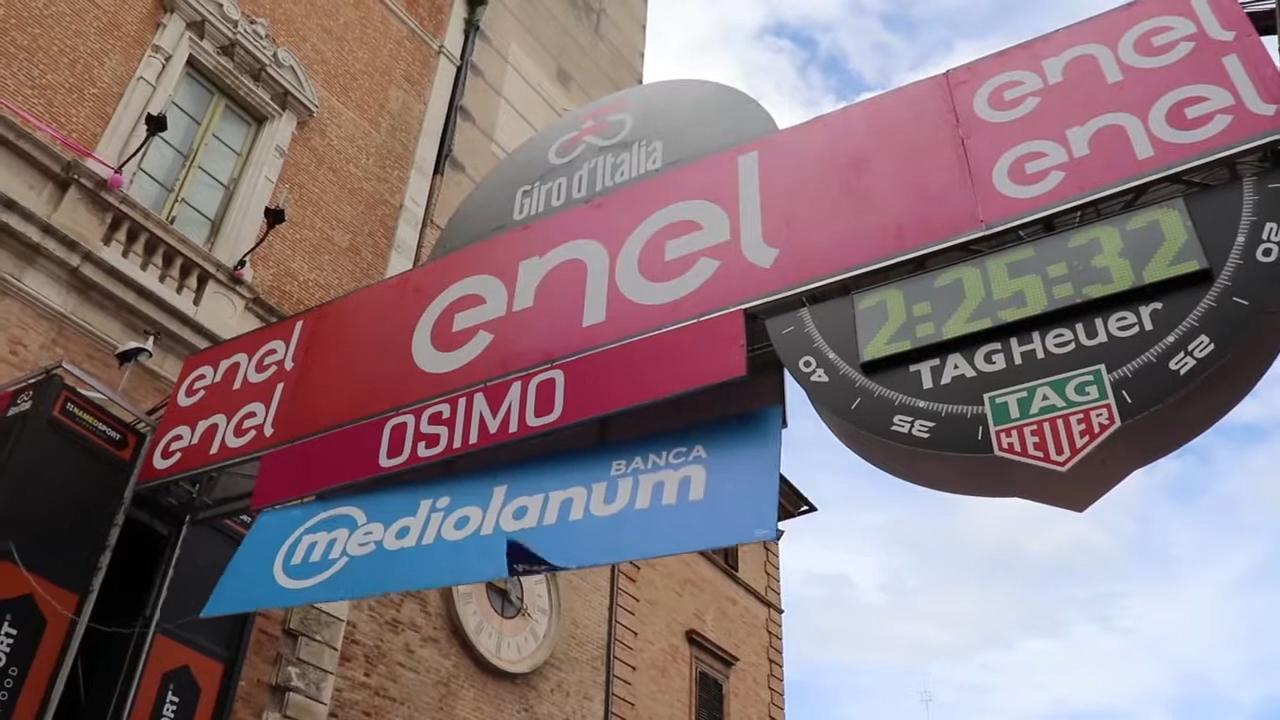 Giro d'Italia
enel
enel
enel
enel
enel
OSIMO
BANCA
mediolanum
2:25:32
TAGHeuer
TAG
HEUER
40
35
25
20
NAMEDSPORT